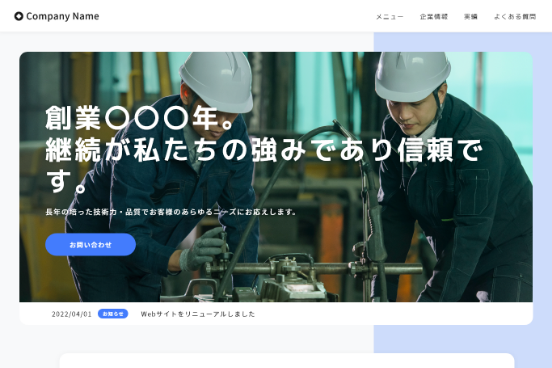 Company Name
メニュー 企業情報 実績 よくある質問
創業〇〇〇年。
継続が私たちの強みであり信頼で
す。
長年の培った技術力・品質でお客様のあらゆるニーズにお応えします。
お問い合わせ
2022/04/01 お知らせ Webサイトをリニューアルしました